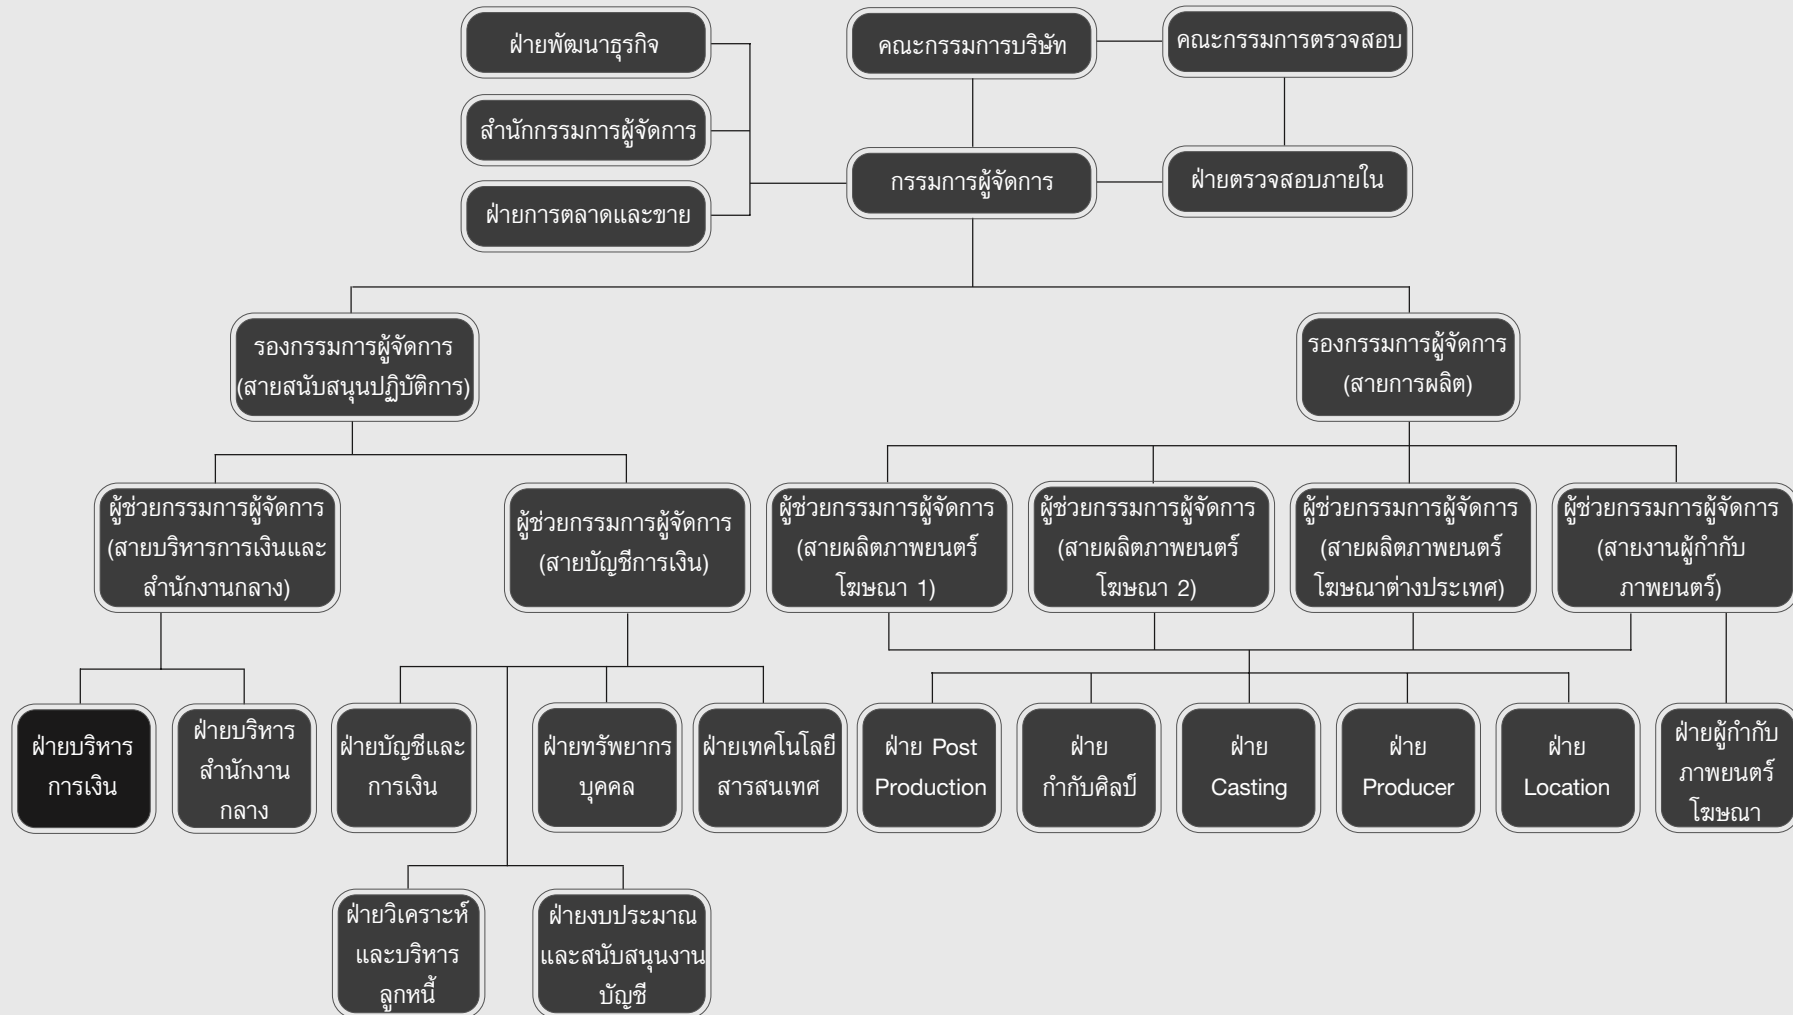 ฝ่ายพัฒนาธุรกิจ
คณะกรรมการบริษัท
คณะกรรมการตรวจสอบ
สำนักกรรมการผู้จัดการ
กรรมการผู้จัดการ
ฝ่ายตรวจสอบภายใน
ฝ่ายการตลาดและขาย
รองกรรมการผู้จัดการ
(สายสนับสนุนปฏิบัติการ)
รองกรรมการผู้จัดการ
(สายการผลิต)
ผู้ช่วยกรรมการผู้จัดการ
(สายบริหารการเงินและ
สำนักงานกลาง)
ผู้ช่วยกรรมการผู้จัดการ
(สายบัญชีการเงิน)
ผู้ช่วยกรรมการผู้จัดการ
(สายผลิตภาพยนตร์
โฆษณา 1)
ผู้ช่วยกรรมการผู้จัดการ
(สายผลิตภาพยนตร์
โฆษณา 2)
ผู้ช่วยกรรมการผู้จัดการ
(สายผลิตภาพยนตร์
โฆษณาต่างประเทศ)
ผู้ช่วยกรรมการผู้จัดการ
(สายงานผู้กำกับ
ภาพยนตร์)
ฝ่ายบริหาร
การเงิน
ฝ่ายบริหาร
สำนักงาน
กลาง
ฝ่ายบัญชีและ
การเงิน
ฝ่ายทรัพยากร
บุคคล
ฝ่ายเทคโนโลยี
สารสนเทศ
ฝ่าย Post
Production
ฝ่าย
กำกับศิลป์
ฝ่าย
Casting
ฝ่าย
Producer
ฝ่าย
Location
ฝ่ายผู้กำกับ
ภาพยนตร์
โฆษณา
ฝ่ายวิเคราะห์
และบริหาร
ลูกหนี้
ฝ่ายงบประมาณ
และสนับสนุนงาน
บัญชี